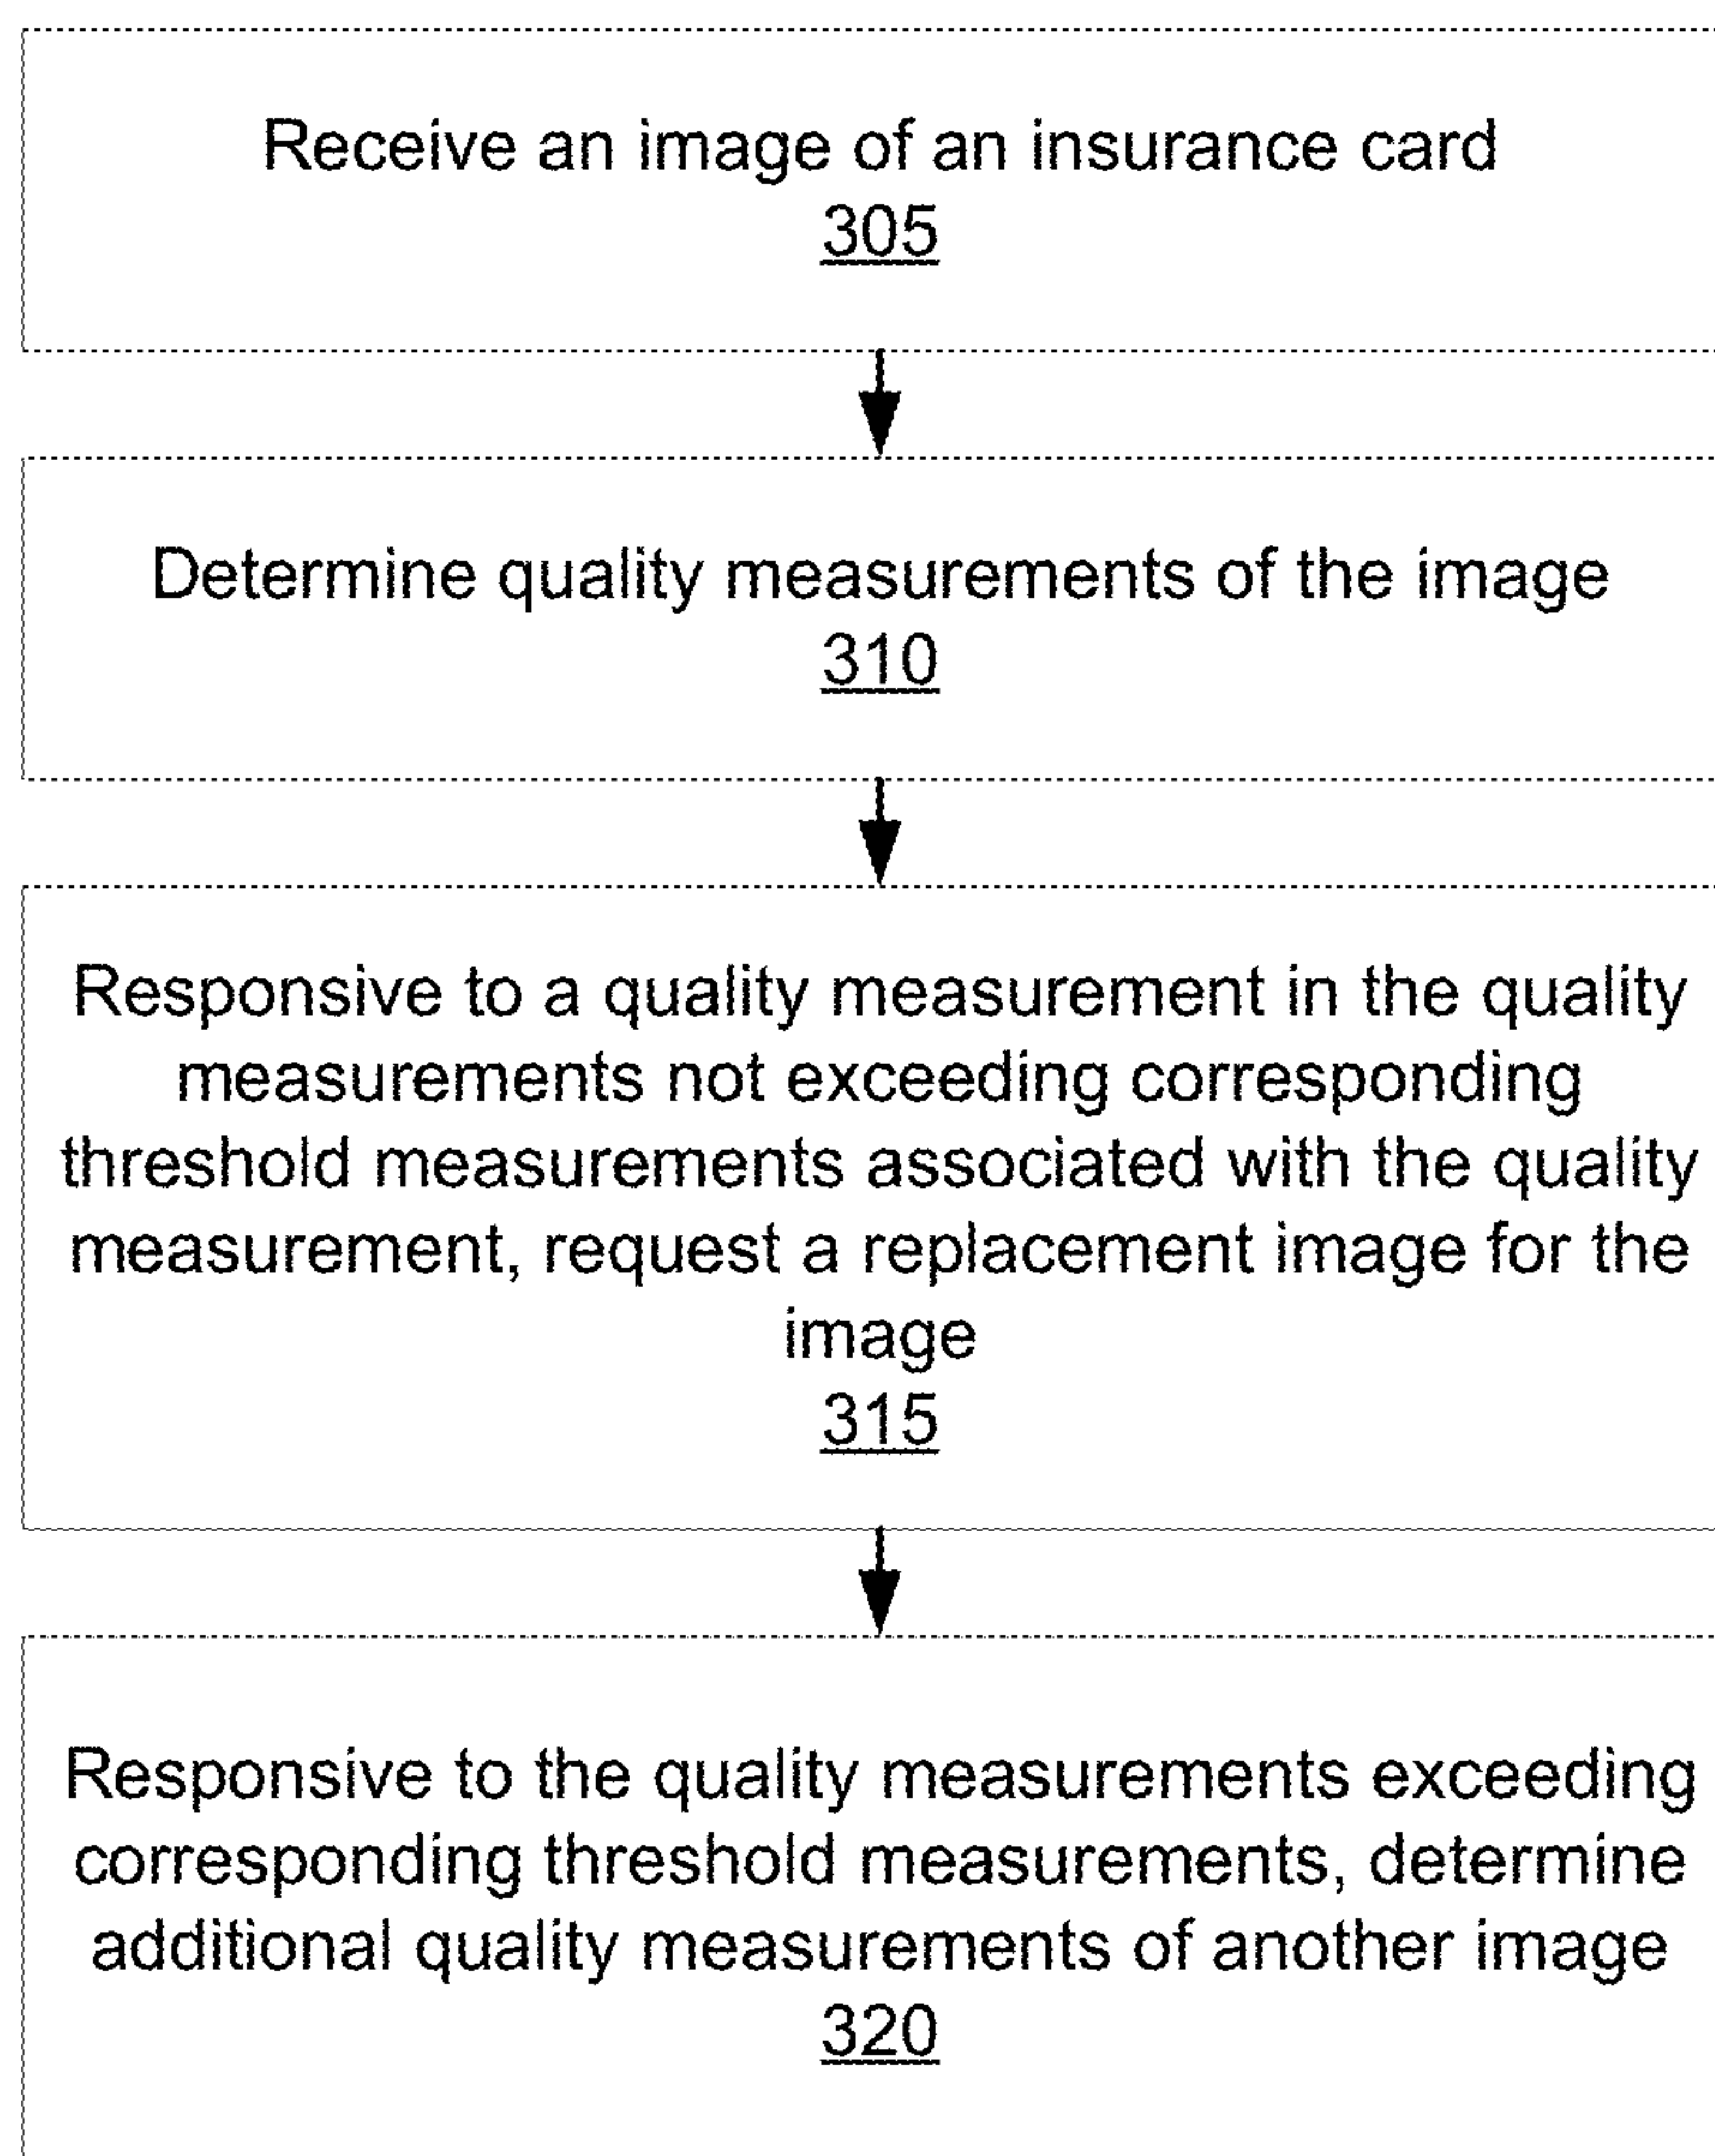 Receive an image of an insurance card
305
Determine quality measurements of the image
310
Responsive to a quality measurement in the quality
measurements not exceeding corresponding
threshold measurements associated with the quality
measurement, request a replacement image for the
image
315
Responsive to the quality measurements exceeding
corresponding threshold measurements, determine
additional quality measurements of another image
320